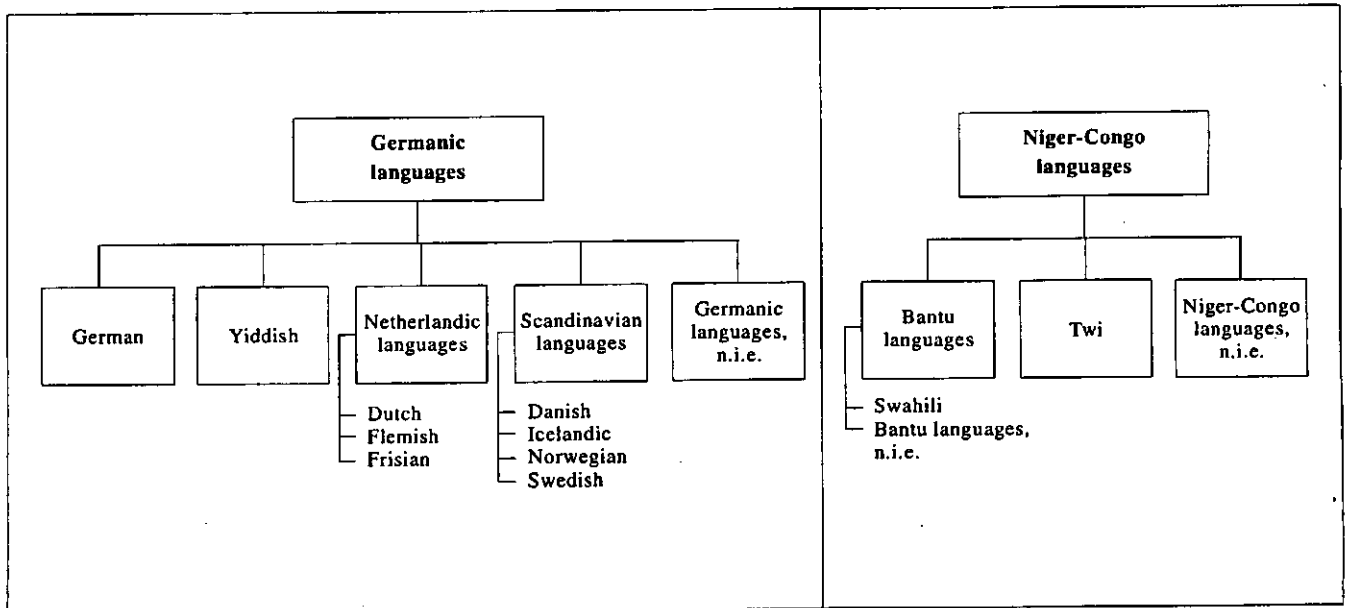 Germanic
languages
German
Yiddish
Netherlandic
languages
Dutch
Flemish
Frisian
Scandinavian
languages
Danish
Icelandic
Norwegian
Swedish
Germanic
languages,
n.i.e.
Niger-Congo
languages
Bantu
languages
Swahili
Bantu languages,
n.i.e.
Twi
Niger-Congo
languages,
n.i.e.